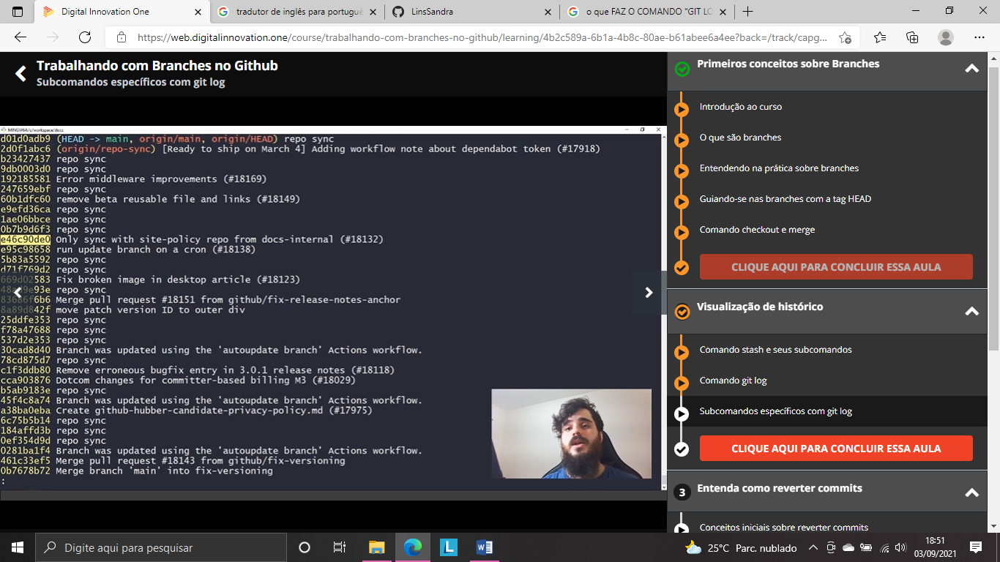 Digital Innovation One
tradutor de inglês para portuguê
LinsSandra
o que FAZ O COMANDO "GIT LO
https://web.digitalinnovation.one/course/trabalhando-com-branches-no-github/learning/4b2c589a-6b1a-4b8c-80ae-b61abee6a4ee?back=/track/capg...
Trabalhando com Branches no Github
Subcomandos específicos com git log
MINGW64:/c/workspace/docs
d01d0adb9 (HEAD -> main, origin/main, origin/HEAD) repo sync
2d0f1abc6 (origin/repo-sync) [Ready to ship on March 4] Adding workflow note about dependabot token (#17918)
b23427437 repo sync
9db0003d0 repo sync
192185581 Error middleware improvements (#18169)
247659ebf repo sync
60b1dfc60 remove beta reusable file and links (#18149)
e9efd36ca repo sync
1ae06bbce repo sync
0b7b9d6f3 repo sync
e46c90de0 Only sync with site-policy repo from docs-internal (#18132)
e95c98658 run update branch on a cron (#18138)
5b83a5592 repo sync
d71f769d2 repo sync
669d02583 Fix broken image in desktop article (#18123)
48ad9e93e repo sync
83686f6b6 Merge pull request #18151 from github/fix-release-notes-anchor
8a89d842f move patch version ID to outer div
25ddfe353 repo sync
f78a47688 repo sync
537d2e353 repo sync
30cad8d40 Branch was updated using the 'autoupdate branch' Actions workflow.
78cd875d7 repo sync
c1f3ddb80 Remove erroneous bugfix entry in 3.0.1 release notes (#18118)
cca903876 Dotcom changes for committer-based billing M3 (#18029)
b5ab9183e repo sync
45f4c8a74 Branch was updated using the 'autoupdate branch' Actions workflow.
a38ba0eba Create github-hubber-candidate-privacy-policy.md (#17975)
6c75b5b14 repo sync
184affd3b repo sync
0ef354d9d repo sync
0281ba1f4 Branch was updated using the 'autoupdate branch' Actions workflow.
461c33ef5 Merge pull request #18143 from github/fix-versioning
0b7678b72 Merge branch 'main' into fix-versioning
:
Primeiros conceitos sobre Branches
Introdução ao curso
O que são branches
Entendendo na prática sobre branches
Guiando-se nas branches com a tag HEAD
Comando checkout e merge
CLIQUE AQUI PARA CONCLUIR ESSA AULA
Visualização de histórico
Comando stash e seus subcomandos
Comando git log
Subcomandos específicos com git log
CLIQUE AQUI PARA CONCLUIR ESSA AULA
3 Entenda como reverter commits
Conceitos iniciais sobre reverter commits
Digite aqui para pesquisar
L
25°C Parc. nublado
18:51
03/09/2021